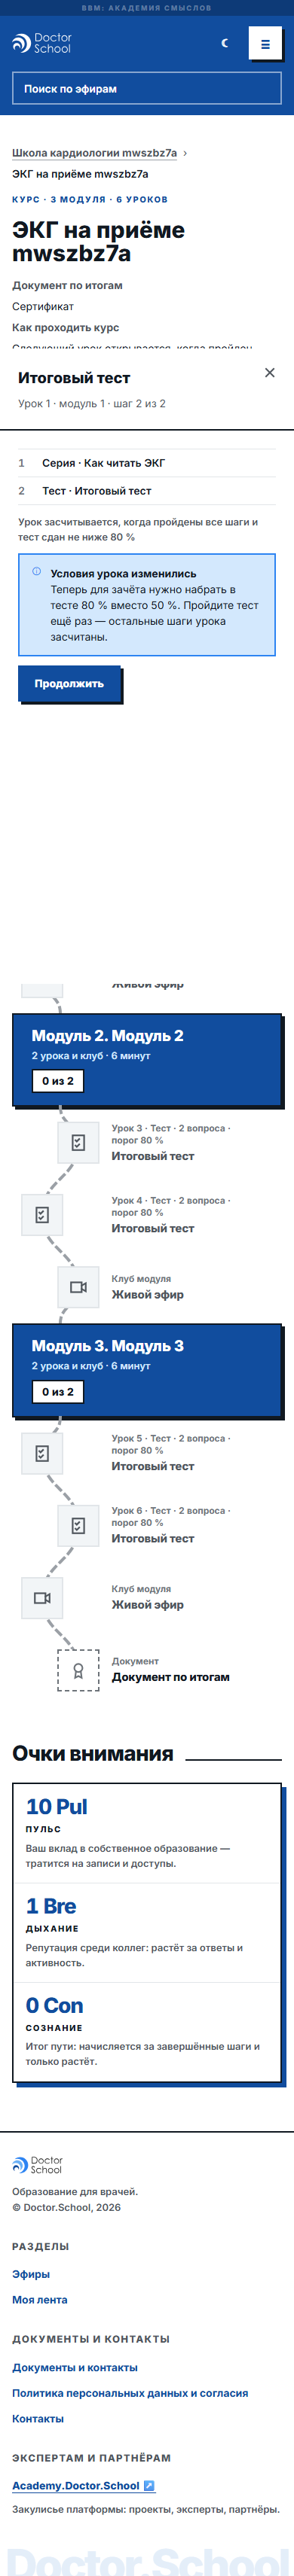 ВВМ: АКАДЕМИЯ СМЫСЛОВ
Doctor
School
Поиск по эфирам
Школа кардиологии mwszbz7a ›
ЭКГ на приёме mwszbz7a
КУРС · 3 МОДУЛЯ · 6 УРОКОВ
ЭКГ на приёме
mwszbz7a
Документ по итогам
Сертификат
Как проходить курс
Следующий урок открывается, когда пройден
Итоговый тест
Урок 1 · модуль 1 · шаг 2 из 2
1 Серия · Как читать ЭКГ
2 Тест · Итоговый тест
Урок засчитывается, когда пройдены все шаги и
тест сдан не ниже 80 %
Условия урока изменились
Теперь для зачёта нужно набрать в
тесте 80 % вместо 50 %. Пройдите тест
ещё раз — остальные шаги урока
засчитаны.
Продолжить
Живой эфир
Модуль 2. Модуль 2
2 урока и клуб · 6 минут
0 из 2
Урок 3 · Тест · 2 вопроса ·
порог 80 %
Итоговый тест
Урок 4 · Тест · 2 вопроса ·
порог 80 %
Итоговый тест
Клуб модуля
Живой эфир
Модуль 3. Модуль 3
2 урока и клуб · 6 минут
0 из 2
Урок 5 · Тест · 2 вопроса ·
порог 80 %
Итоговый тест
Урок 6 · Тест · 2 вопроса ·
порог 80 %
Итоговый тест
Клуб модуля
Живой эфир
Документ
Документ по итогам
Очки внимания
10 Pul
ПУЛЬС
Ваш вклад в собственное образование —
тратится на записи и доступы.
1 Bre
ДЫХАНИЕ
Репутация среди коллег: растёт за ответы и
активность.
0 Con
СОЗНАНИЕ
Итог пути: начисляется за завершённые шаги и
только растёт.
Doctor
School
Образование для врачей.
© Doctor.School, 2026
РАЗДЕЛЫ
Эфиры
Моя лента
ДОКУМЕНТЫ И КОНТАКТЫ
Документы и контакты
Политика персональных данных и согласия
Контакты
ЭКСПЕРТАМ И ПАРТНЁРАМ
Academy.Doctor.School
Закулисье платформы: проекты, эксперты, партнёры.
Doctor.School